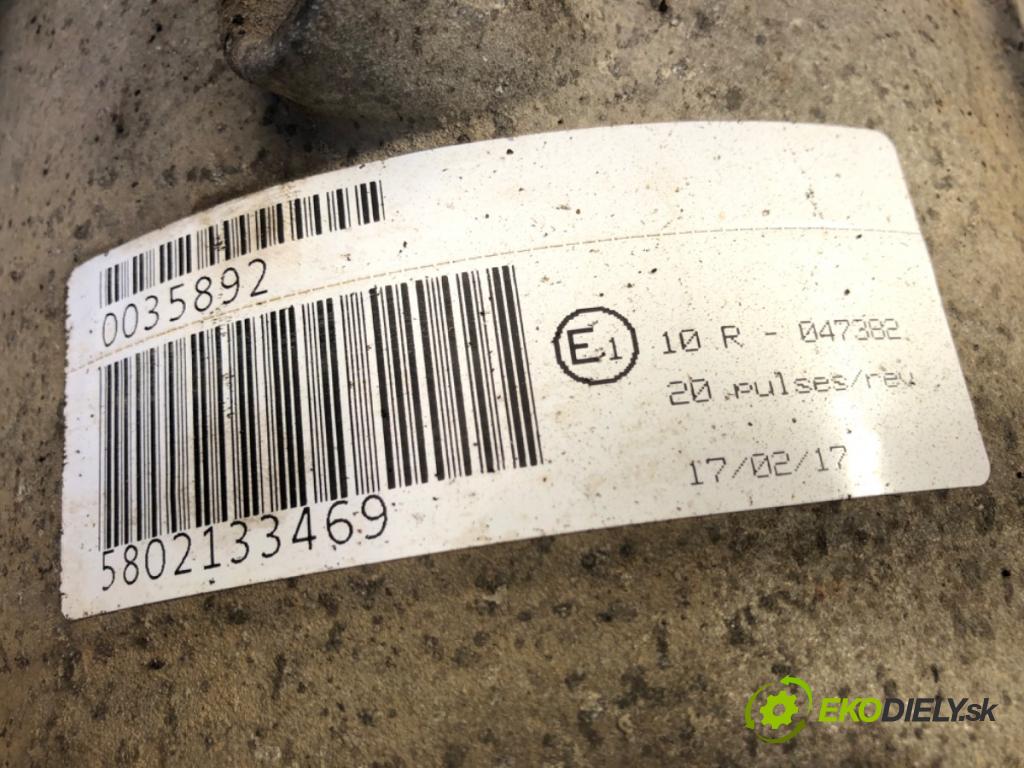 0035892
5802133469
E1 10 R - 047382
20 pulses/rev
17/02/17
EKODIELY.sk